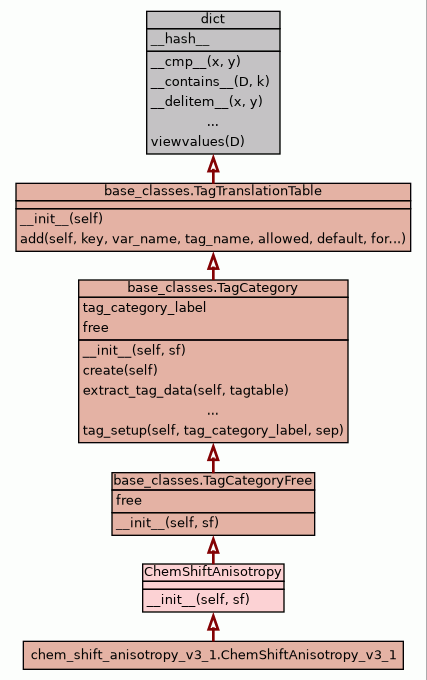 dict
__hash__
__cmp__(x, y)
__contains__(D, k)
__delitem__(x, y)
...
viewvalues(D)
base_classes.TagTranslationTable
__init__(self)
add(self, key, var_name, tag_name, allowed, default, for...)
base_classes.TagCategory
tag_category_label
free
__init__(self, sf)
create(self)
extract_tag_data(self, tagtable)
...
tag_setup(self, tag_category_label, sep)
base_classes.TagCategoryFree
free
__init__(self, sf)
ChemShiftAnisotropy
__init__(self, sf)
chem_shift_anisotropy_v3_1.ChemShiftAnisotropy_v3_1